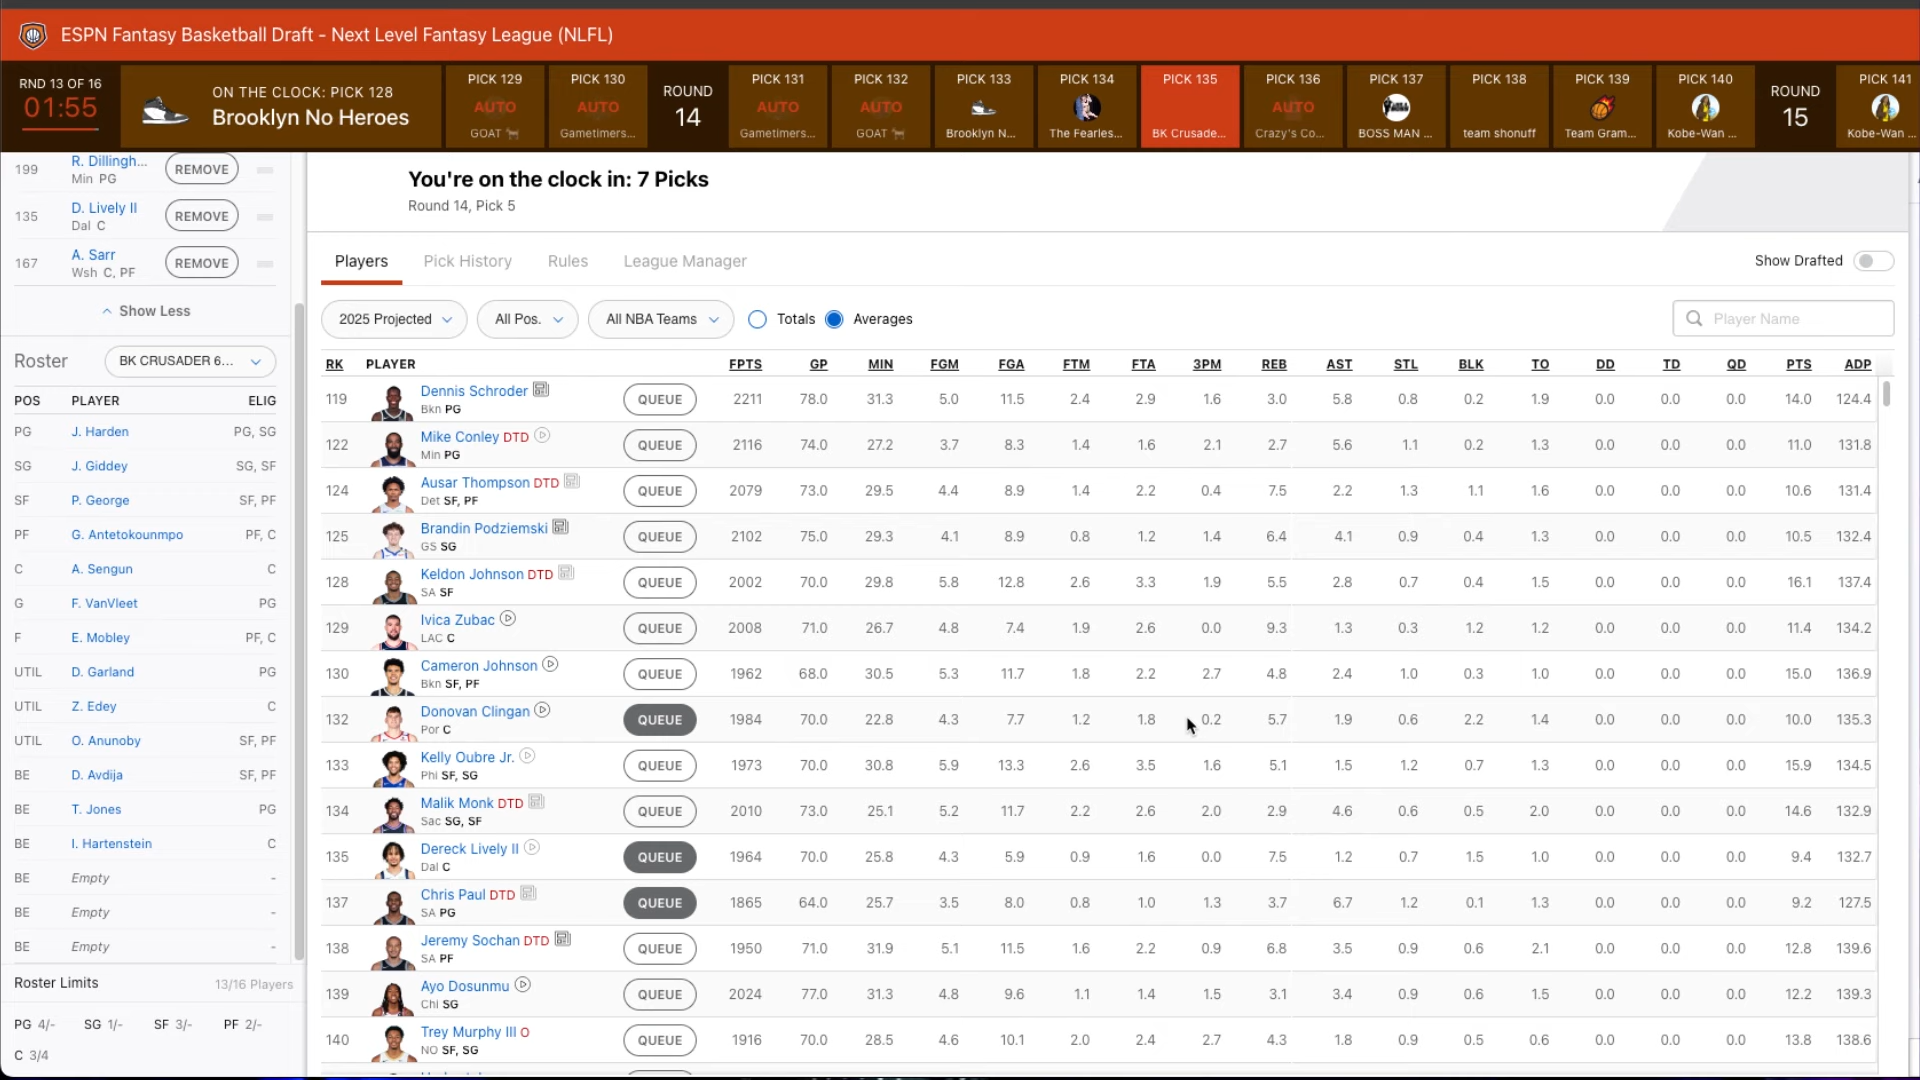 ESPN Fantasy Basketball Draft - Next Level Fantasy League (NLFL)
RND 13 OF 16
01:55
ON THE CLOCK: PICK 128
Brooklyn No Heroes
PICK 129
AUTO
GOAT
PICK 130
AUTO
Gametimers...
ROUND
14
PICK 131
AUTO
Gametimers...
PICK 132
AUTO
GOAT
PICK 133
Brooklyn N...
PICK 134
The Fearles...
PICK 135
BK Crusade...
PICK 136
AUTO
Crazy's Co...
PICK 137
BOSS MAN ...
PICK 138
team shonuff
PICK 139
Team Gram...
PICK 140
Kobe-Wan ...
ROUND
15
PICK 141
Kobe-Wan ...
199 R. Dillingh... REMOVE
Min PG
135 D. Lively II REMOVE
Dal C
167 A. Sarr REMOVE
Wsh C, PF
Show Less
Roster BK CRUSADER 6...
POS PLAYER ELIG
PG J. Harden PG, SG
SG J. Giddey SG, SF
SF P. George SF, PF
PF G. Antetokounmpo PF, C
C A. Sengun C
G F. VanVleet PG
F E. Mobley PF, C
UTIL D. Garland PG
UTIL Z. Edey C
UTIL O. Anunoby SF, PF
BE D. Avdija SF, PF
BE T. Jones PG
BE I. Hartenstein C
BE Empty -
BE Empty -
BE Empty -
Roster Limits 13/16 Players
PG 4/- SG 1/- SF 3/- PF 2/-
C 3/4
You're on the clock in: 7 Picks
Round 14, Pick 5
Players Pick History Rules League Manager Show Drafted
2025 Projected All Pos. All NBA Teams Totals Averages Player Name
RK PLAYER FPTS GP MIN FGM FGA FTM FTA 3PM REB AST STL BLK TO DD TD QD PTS ADP
119 Dennis Schroder QUEUE 2211 78.0 31.3 5.0 11.5 2.4 2.9 1.6 3.0 5.8 0.8 0.2 1.9 0.0 0.0 0.0 14.0 124.4
Bkn PG
122 Mike Conley DTD QUEUE 2116 74.0 27.2 3.7 8.3 1.4 1.6 2.1 2.7 5.6 1.1 0.2 1.3 0.0 0.0 0.0 11.0 131.8
Min PG
124 Ausar Thompson DTD QUEUE 2079 73.0 29.5 4.4 8.9 1.4 2.2 0.4 7.5 2.2 1.3 1.1 1.6 0.0 0.0 0.0 10.6 131.4
Det SF, PF
125 Brandin Podziemski QUEUE 2102 75.0 29.3 4.1 8.9 0.8 1.2 1.4 6.4 4.1 0.9 0.4 1.3 0.0 0.0 0.0 10.5 132.4
GS SG
128 Keldon Johnson DTD QUEUE 2002 70.0 29.8 5.8 12.8 2.6 3.3 1.9 5.5 2.8 0.7 0.4 1.5 0.0 0.0 0.0 16.1 137.4
SA SF
129 Ivica Zubac QUEUE 2008 71.0 26.7 4.8 7.4 1.9 2.6 0.0 9.3 1.3 0.3 1.2 1.2 0.0 0.0 0.0 11.4 134.2
LAC C
130 Cameron Johnson QUEUE 1962 68.0 30.5 5.3 11.7 1.8 2.2 2.7 4.8 2.4 1.0 0.3 1.0 0.0 0.0 0.0 15.0 136.9
Bkn SF, PF
132 Donovan Clingan QUEUE 1984 70.0 22.8 4.3 7.7 1.2 1.8 0.2 5.7 1.9 0.6 2.2 1.4 0.0 0.0 0.0 10.0 135.3
Por C
133 Kelly Oubre Jr. QUEUE 1973 70.0 30.8 5.9 13.3 2.6 3.5 1.6 5.1 1.5 1.2 0.7 1.3 0.0 0.0 0.0 15.9 134.5
Phi SF, SG
134 Malik Monk DTD QUEUE 2010 73.0 25.1 5.2 11.7 2.2 2.6 2.0 2.9 4.6 0.6 0.5 2.0 0.0 0.0 0.0 14.6 132.9
Sac SG, SF
135 Dereck Lively II QUEUE 1964 70.0 25.8 4.3 5.9 0.9 1.6 0.0 7.5 1.2 0.7 1.5 1.0 0.0 0.0 0.0 9.4 132.7
Dal C
137 Chris Paul DTD QUEUE 1865 64.0 25.7 3.5 8.0 0.8 1.0 1.3 3.7 6.7 1.2 0.1 1.3 0.0 0.0 0.0 9.2 127.5
SA PG
138 Jeremy Sochan DTD QUEUE 1950 71.0 31.9 5.1 11.5 1.6 2.2 0.9 6.8 3.5 0.9 0.6 2.1 0.0 0.0 0.0 12.8 139.6
SA PF
139 Ayo Dosunmu QUEUE 2024 77.0 31.3 4.8 9.6 1.1 1.4 1.5 3.1 3.4 0.9 0.6 1.5 0.0 0.0 0.0 12.2 139.3
Chi SG
140 Trey Murphy III O QUEUE 1916 70.0 28.5 4.6 10.1 2.0 2.4 2.7 4.3 1.8 0.9 0.5 0.6 0.0 0.0 0.0 13.8 138.6
NO SF, SG